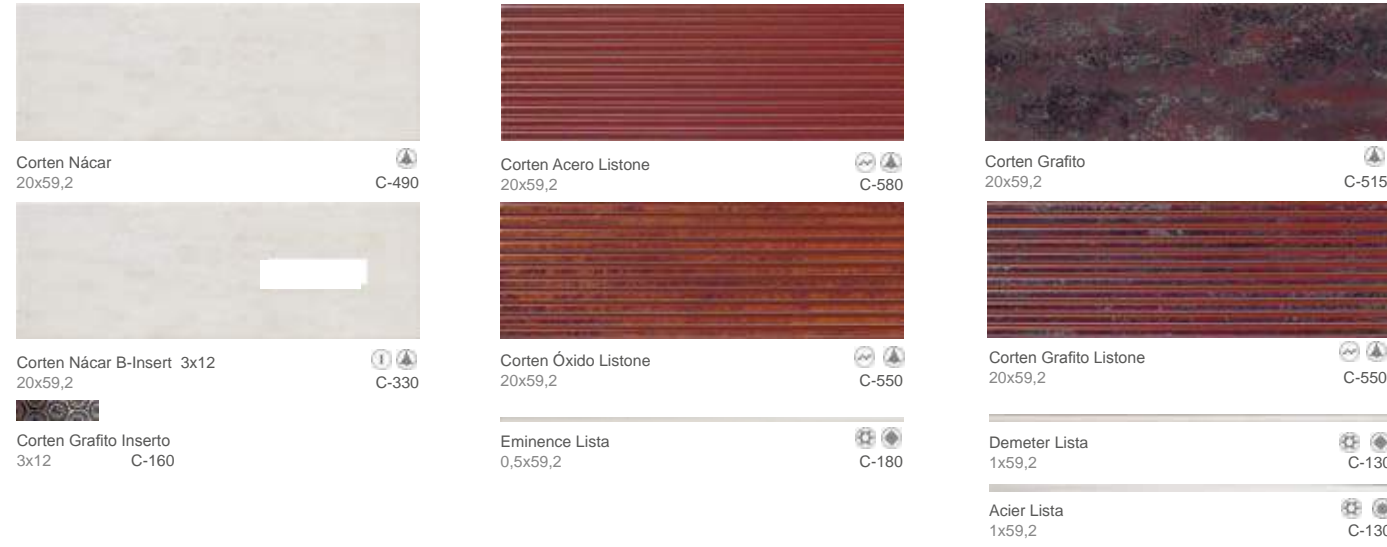 Corten Nácar
20x59,2 C-490
Corten Nácar B-Insert 3x12
20x59,2 C-330
Corten Grafito Inserto
3x12 C-160
Corten Acero Listone
20x59,2 C-580
Corten Óxido Listone
20x59,2 C-550
Eminence Lista
0,5x59,2 C-180
Corten Grafito
20x59,2 C-515
Corten Grafito Listone
20x59,2 C-550
Demeter Lista
1x59,2 C-130
Acier Lista
1x59,2 C-130